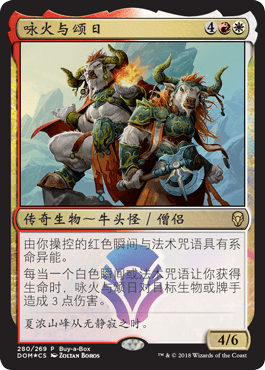 咏火与颂日 4
传奇生物～牛头怪／僧侣
由你操控的红色瞬间与法术咒语具有系
命异能。
每当一个白色瞬间或法术咒语让你获得
生命时，咏火与颂日对目标生物或牌手
造成 3 点伤害。
夏浓山峰从无静寂之时。
280/269 P Buy-a-Box
4/6
DOM★CS ZOLTAN BOROS
™ & © 2018 Wizards of the Coast